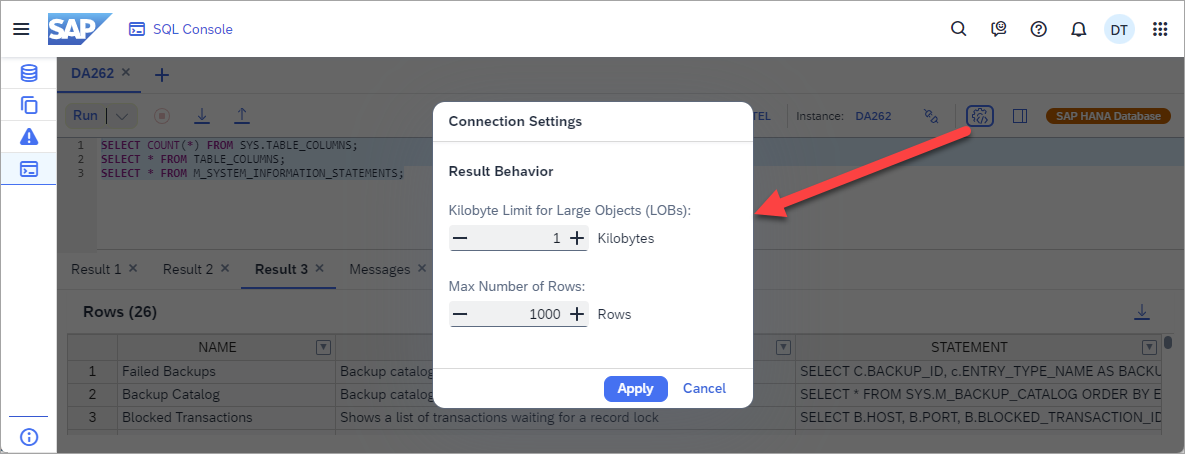 SAP
SQL Console
DT
DA262
Run
TEL
Instance: DA262
SAP HANA Database
1 SELECT COUNT(*) FROM SYS.TABLE_COLUMNS;
2 SELECT * FROM TABLE_COLUMNS;
3 SELECT * FROM M_SYSTEM_INFORMATION_STATEMENTS;
Connection Settings
Result Behavior
Kilobyte Limit for Large Objects (LOBs):
1 Kilobytes
Max Number of Rows:
1000 Rows
Apply Cancel
Result 1 Result 2 Result 3 Messages
Rows (26)
NAME STATEMENT
1 Failed Backups Backup catalog SELECT C.BACKUP_ID, c.ENTRY_TYPE_NAME AS BACKU
2 Backup Catalog Backup catalog SELECT * FROM SYS.M_BACKUP_CATALOG ORDER BY E
3 Blocked Transactions Shows a list of transactions waiting for a record lock SELECT B.HOST, B.PORT, B.BLOCKED_TRANSACTION_ID